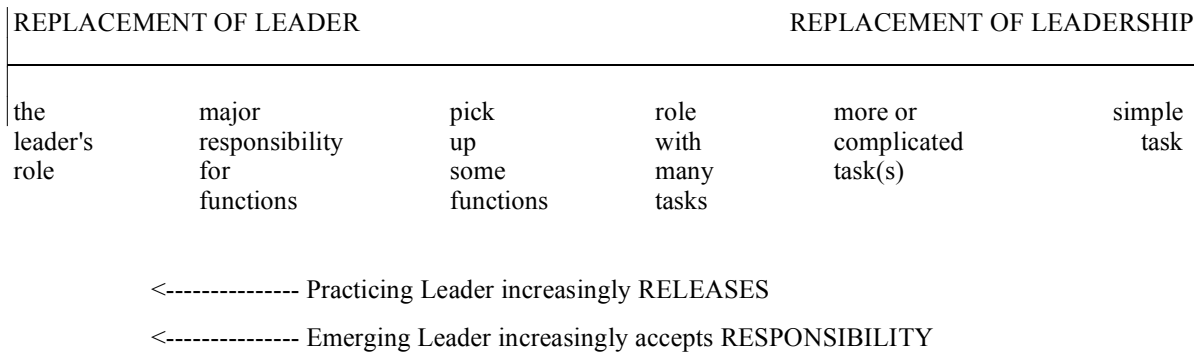 REPLACEMENT OF LEADER REPLACEMENT OF LEADERSHIP
the major pick role more or simple
leader's responsibility up with complicated task
role for some many task(s)
functions functions tasks
<--------------- Practicing Leader increasingly RELEASES
<--------------- Emerging Leader increasingly accepts RESPONSIBILITY